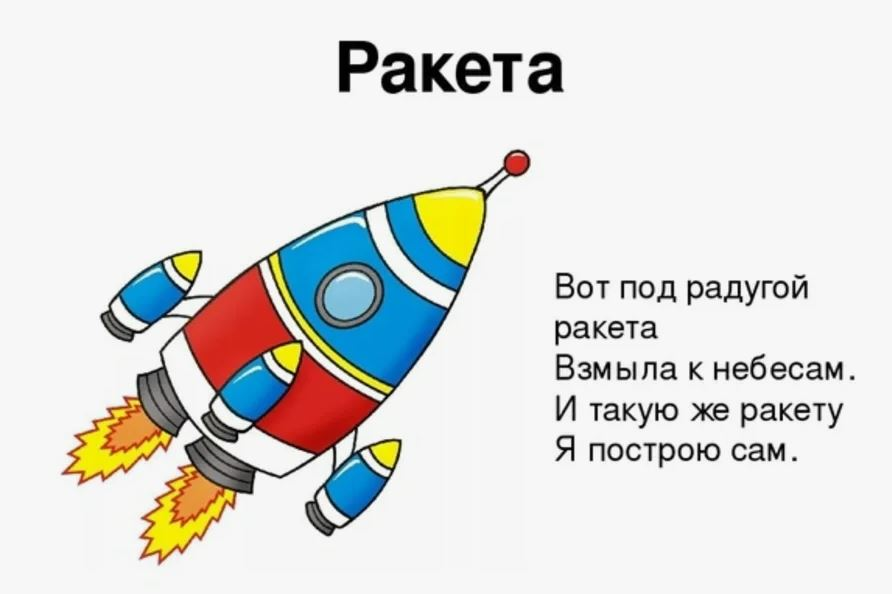 Ракета
Вот под радугой
ракета
Взмыла к небесам.
И такую же ракету
Я построю сам.